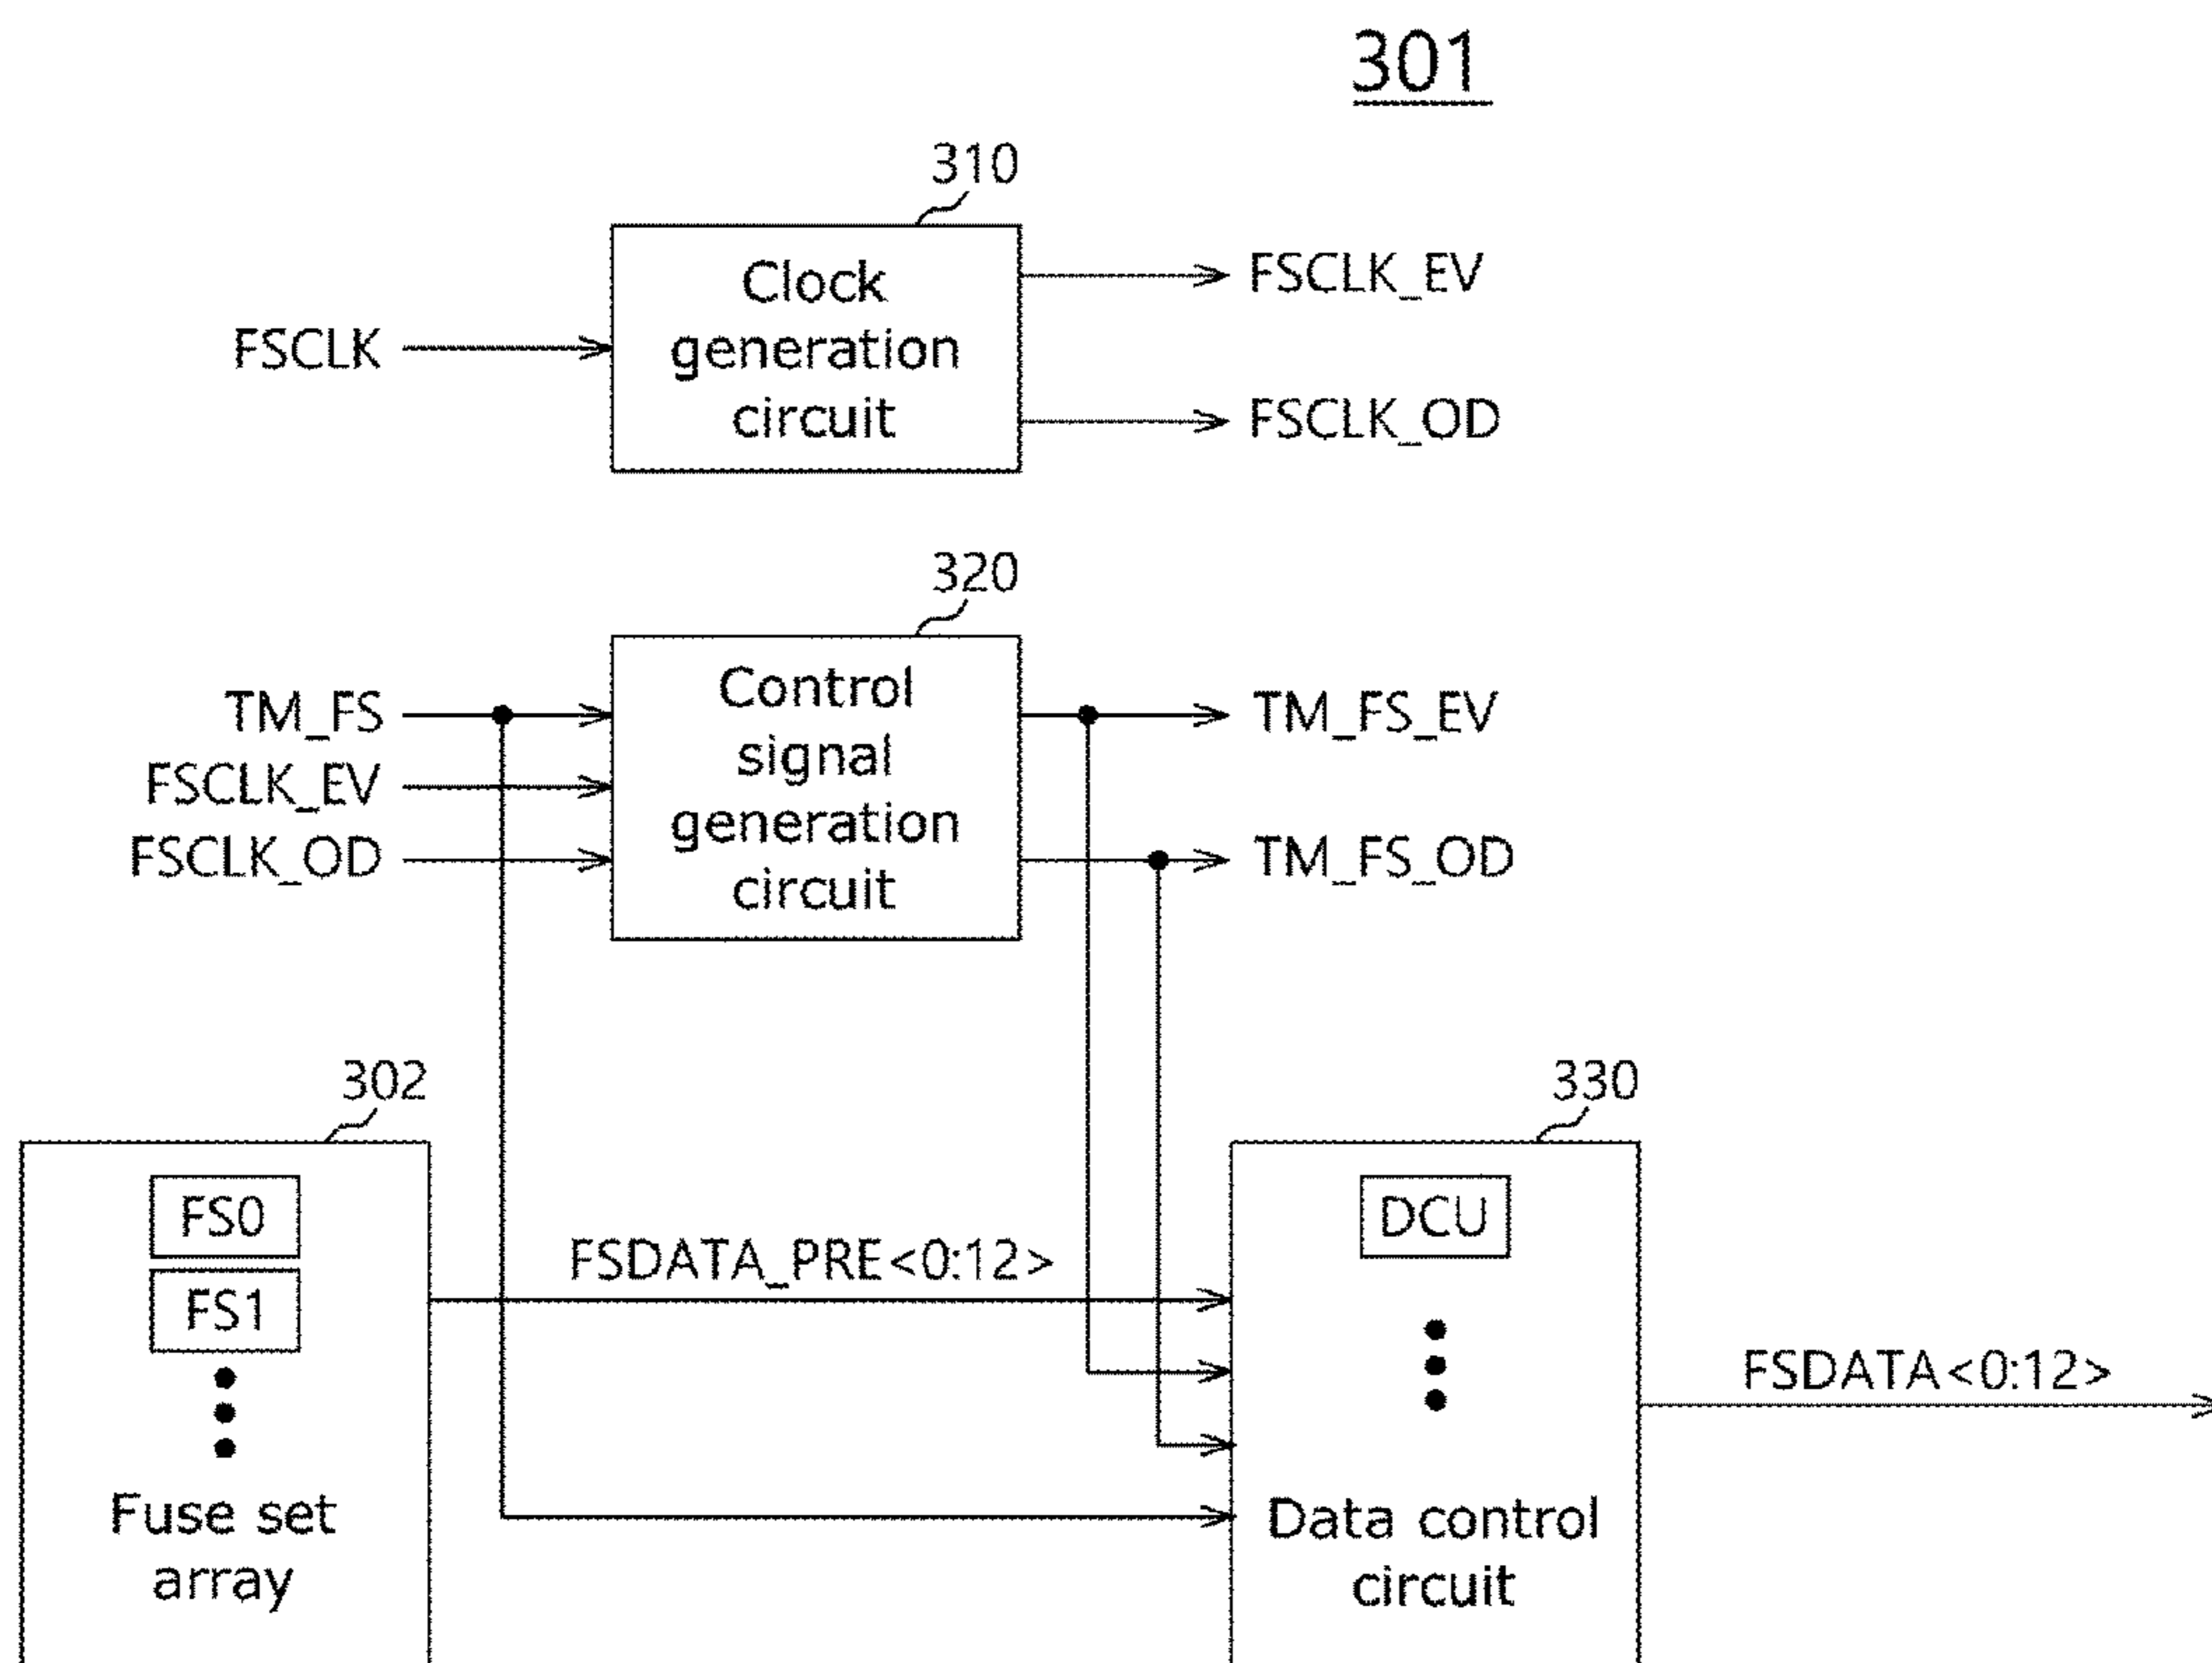 301
310
Clock
generation
circuit
FSCLK
FSCLK_EV
FSCLK_OD
320
Control
signal
generation
circuit
TM_FS
FSCLK_EV
FSCLK_OD
TM_FS_EV
TM_FS_OD
302
FS0
FS1
Fuse set
array
FSDATA_PRE<0:12>
330
DCU
Data control
circuit
FSDATA<0:12>